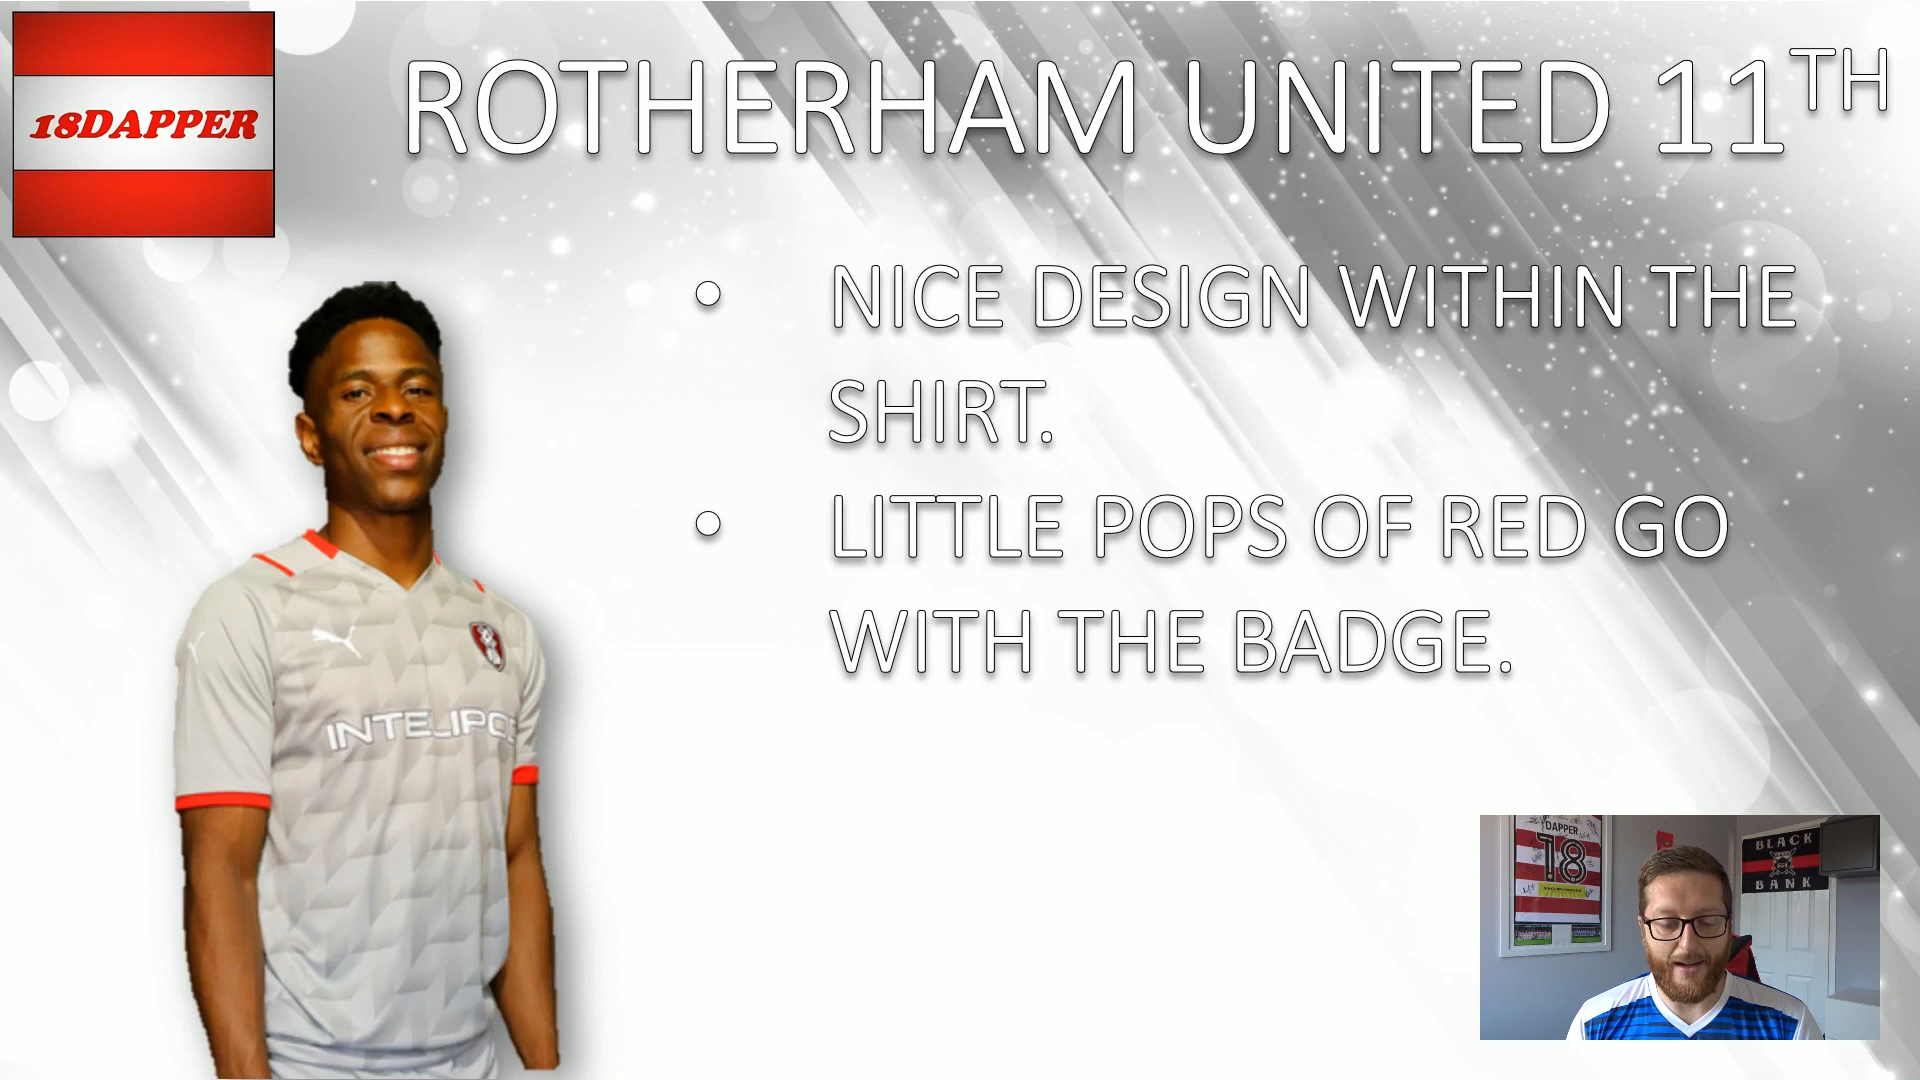 18DAPPER
ROTHERHAM UNITED 11TH
• NICE DESIGN WITHIN THE
SHIRT.
• LITTLE POPS OF RED GO
WITH THE BADGE.
DAPPER
18
BLACK
BANK